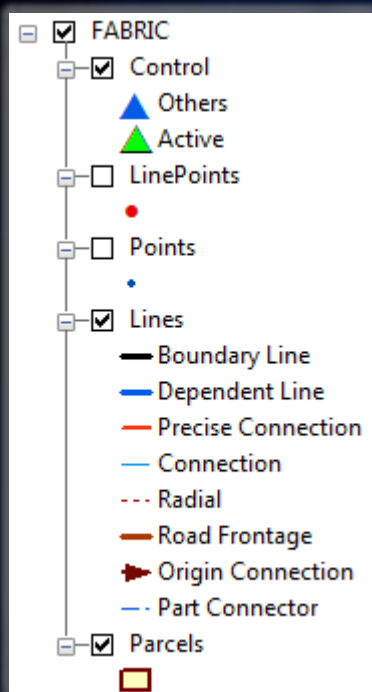 FABRIC
Control
Others
Active
LinePoints
Points
Lines
Boundary Line
Dependent Line
Precise Connection
Connection
Radial
Road Frontage
Origin Connection
Part Connector
Parcels